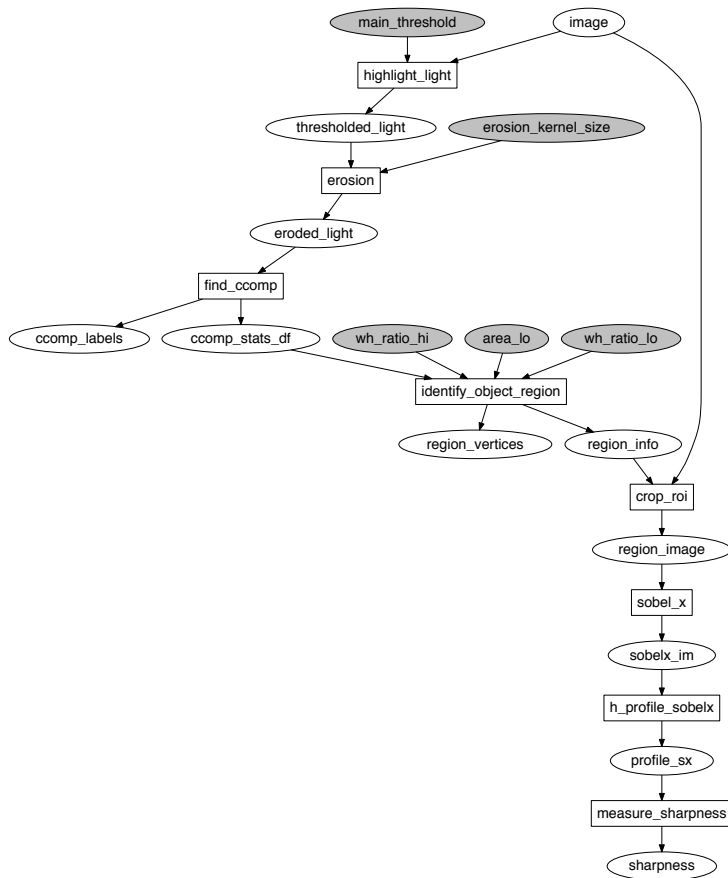 main_threshold
image
highlight_light
thresholded_light
erosion_kernel_size
erosion
eroded_light
find_ccomp
ccomp_labels
ccomp_stats_df
wh_ratio_hi
area_lo
wh_ratio_lo
identify_object_region
region_vertices
region_info
crop_roi
region_image
sobel_x
sobelx_im
h_profile_sobelx
profile_sx
measure_sharpness
sharpness